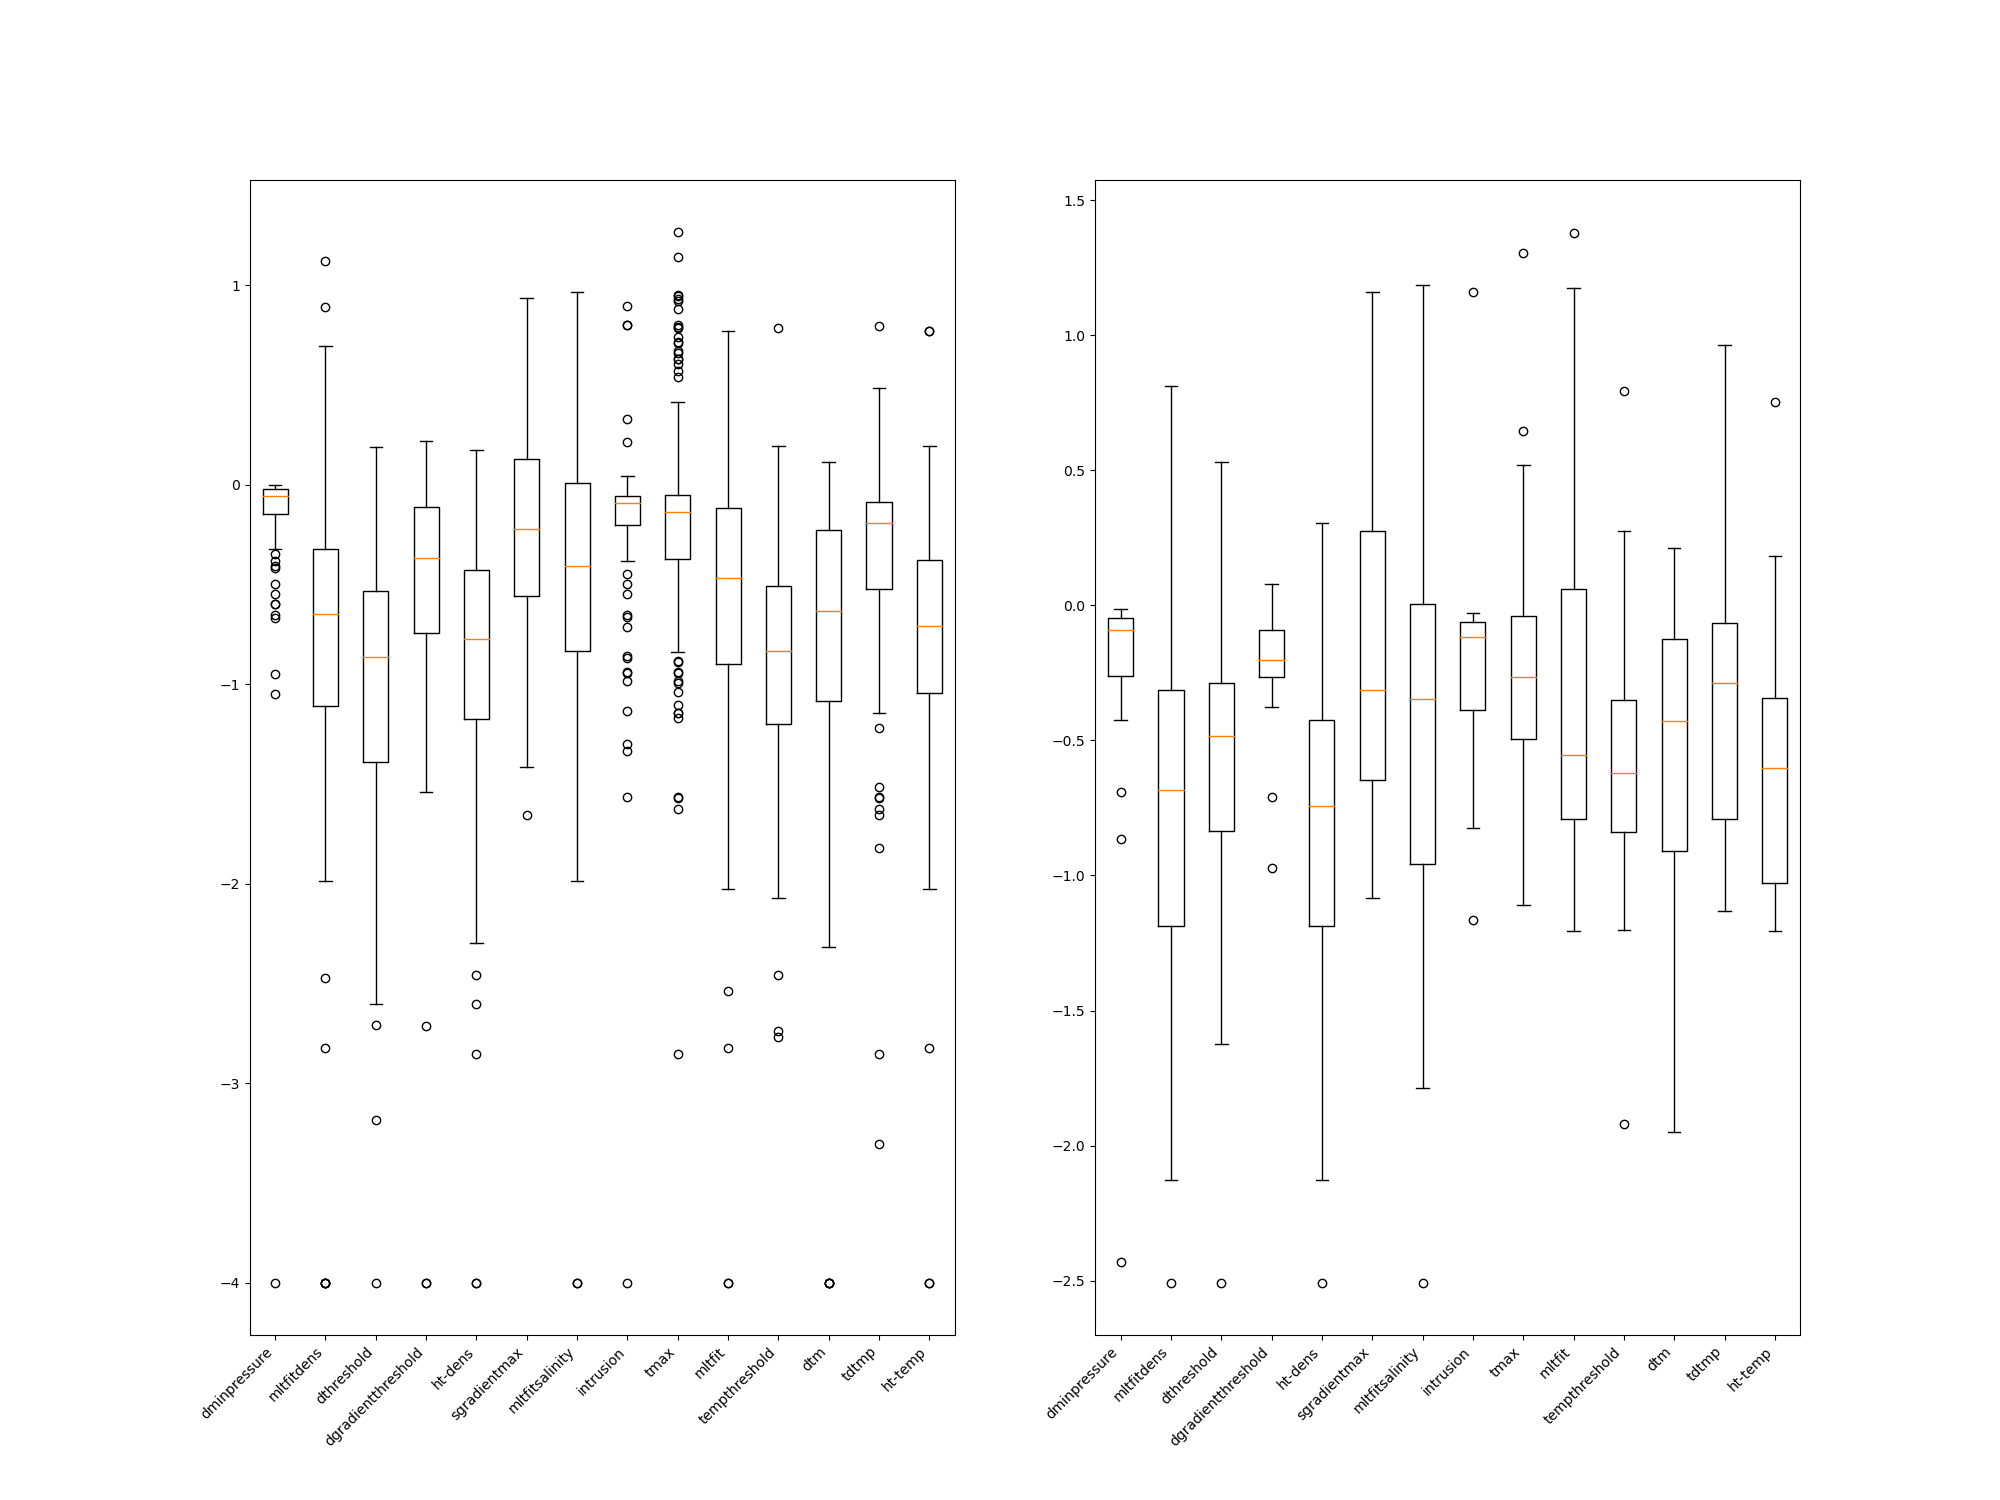 1
0
−1
−2
−3
−4
dminpressure
mltfitdens
dthreshold
dgradientthreshold
ht-dens
sgradientmax
mltfitsalinity
intrusion
tmax
mltfit
tempthreshold
dtm
tdtmp
ht-temp
1.5
1.0
0.5
0.0
−0.5
−1.0
−1.5
−2.0
−2.5
dminpressure
mltfitdens
dthreshold
dgradientthreshold
ht-dens
sgradientmax
mltfitsalinity
intrusion
tmax
mltfit
tempthreshold
dtm
tdtmp
ht-temp